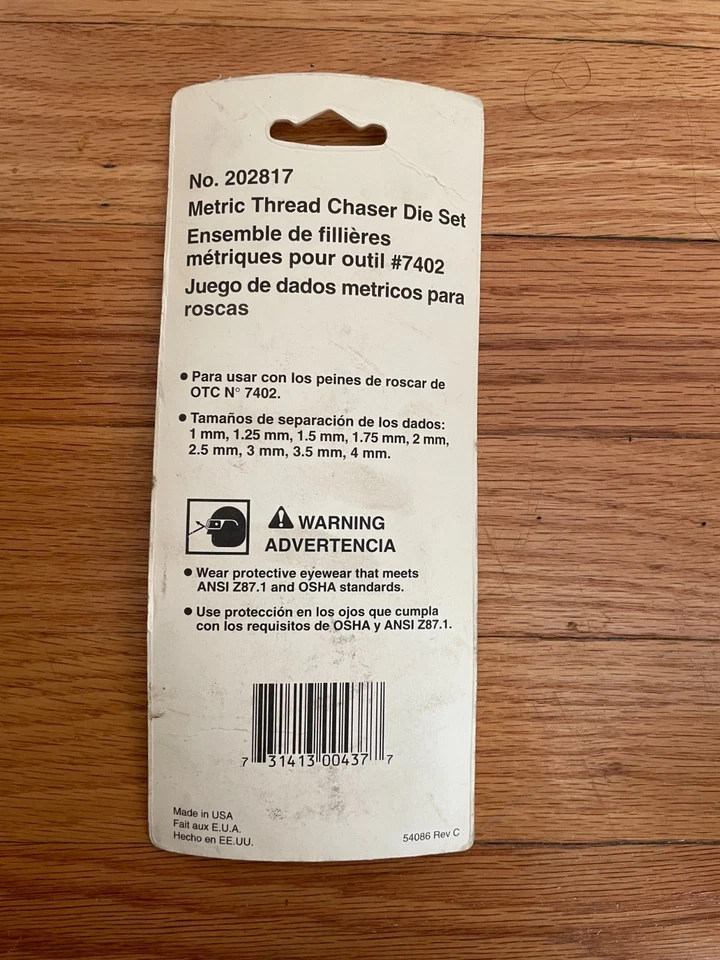 No. 202817
Metric Thread Chaser Die Set
Ensemble de fillières
métriques pour outil #7402
Juego de dados metricos para
roscas
● Para usar con los peines de roscar de
OTC N° 7402.
● Tamaños de separación de los dados:
1 mm, 1.25 mm, 1.5 mm, 1.75 mm, 2 mm,
2.5 mm, 3 mm, 3.5 mm, 4 mm.
WARNING
ADVERTENCIA
● Wear protective eyewear that meets
ANSI Z87.1 and OSHA standards.
● Use protección en los ojos que cumpla
con los requisitos de OSHA y ANSI Z87.1.
7 31413 00437 7
Made in USA
Fait aux E.U.A.
Hecho en EE.UU.
54086 Rev C